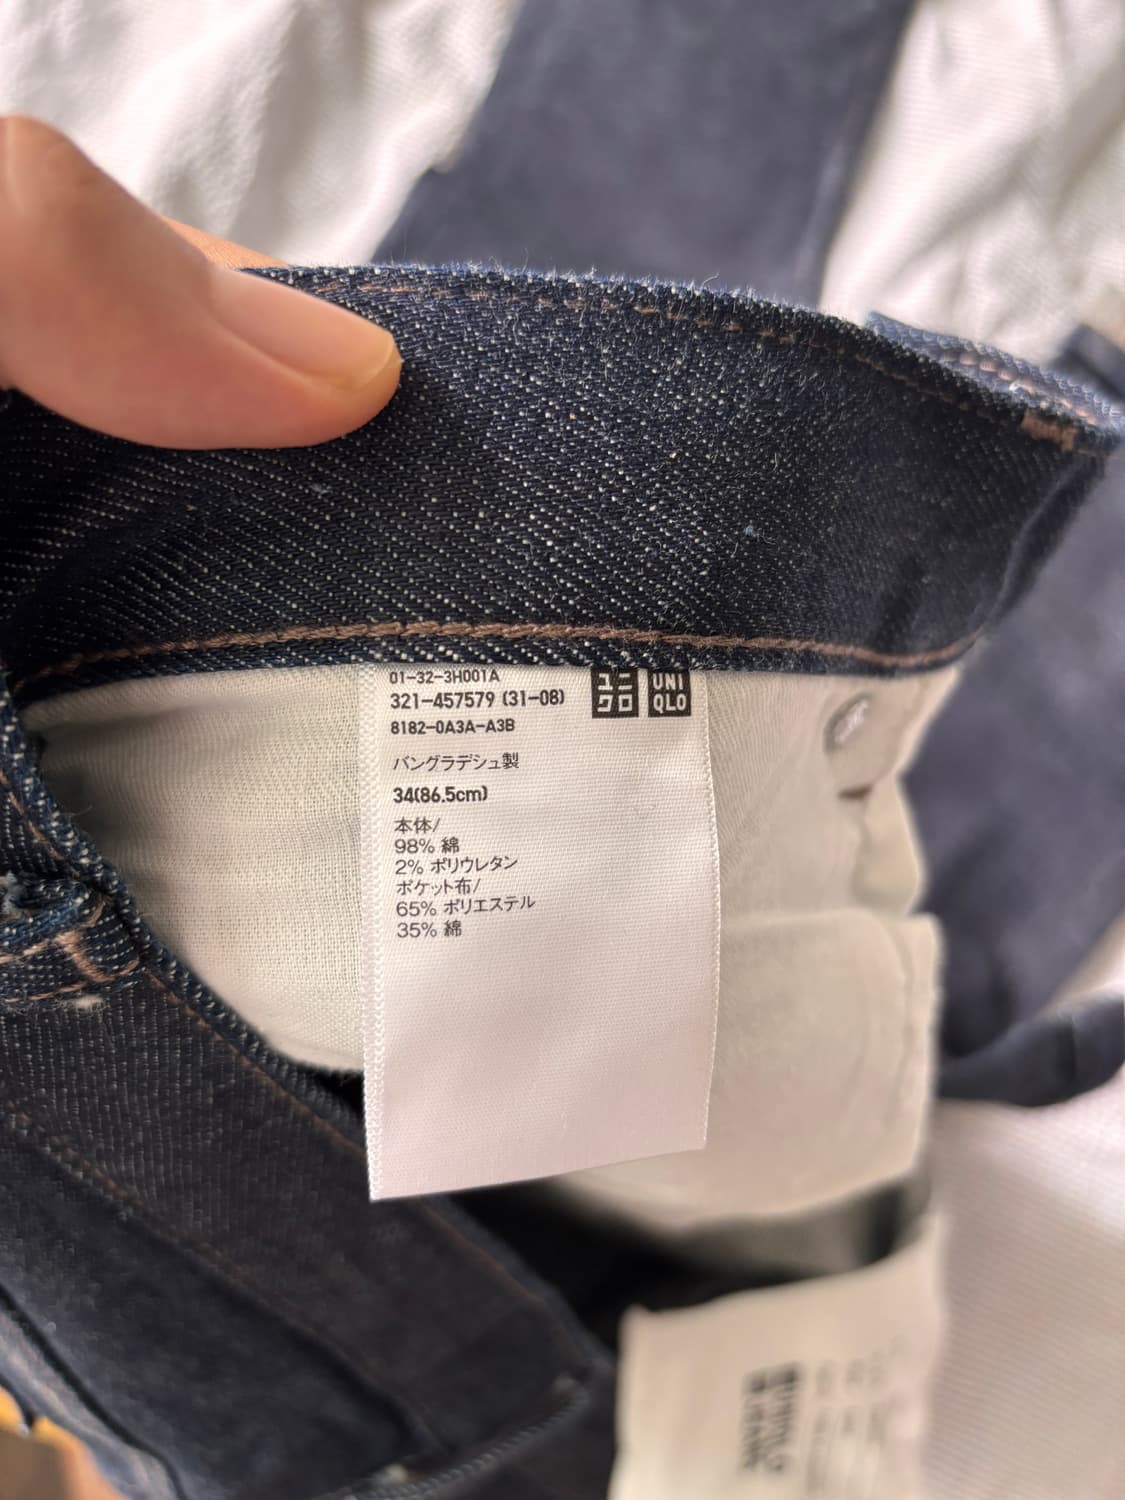 01-32-3H001A
321-457579 (31-08)
8182-0A3A-A3B
ユニ
クロ
UNI
QLO
バングラデシュ製
34(86.5cm)
本体/
98% 綿
2% ポリウレタン
ポケット布/
65% ポリエステル
35% 綿